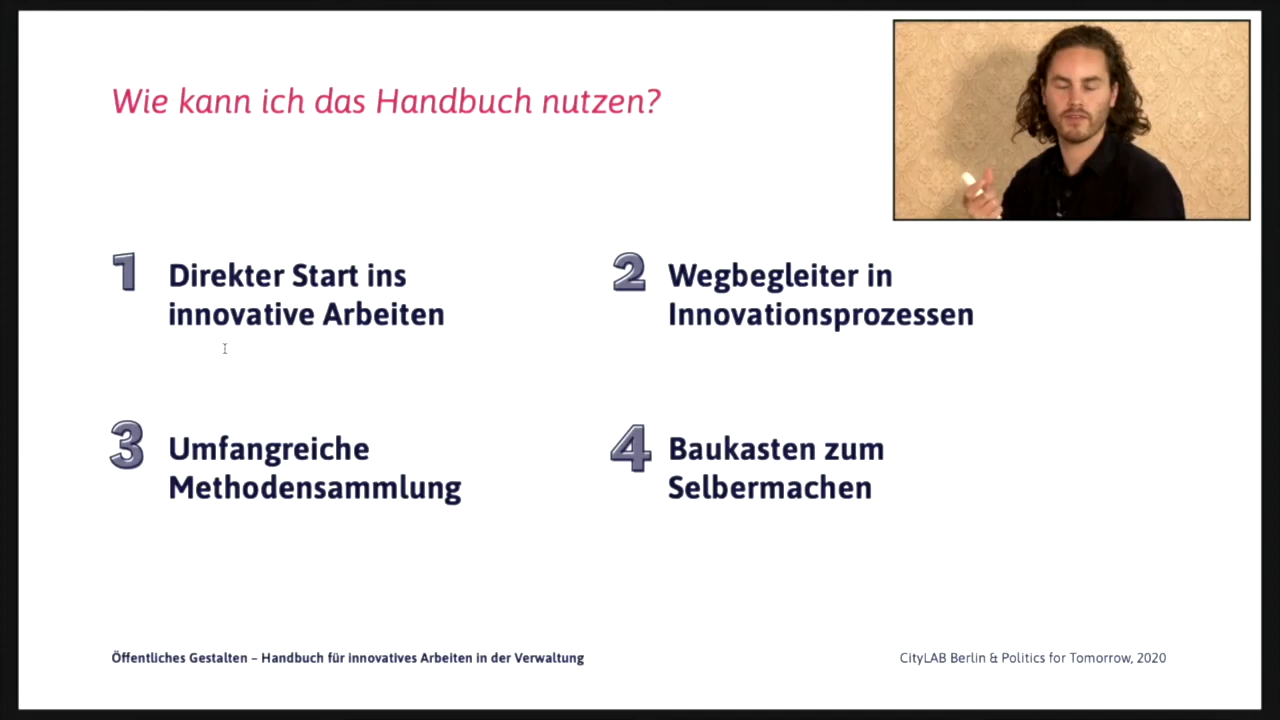 Wie kann ich das Handbuch nutzen?
1 Direkter Start ins
innovative Arbeiten
2 Wegbegleiter in
Innovationsprozessen
3 Umfangreiche
Methodensammlung
4 Baukasten zum
Selbermachen
Öffentliches Gestalten – Handbuch für innovatives Arbeiten in der Verwaltung
CityLAB Berlin & Politics for Tomorrow, 2020